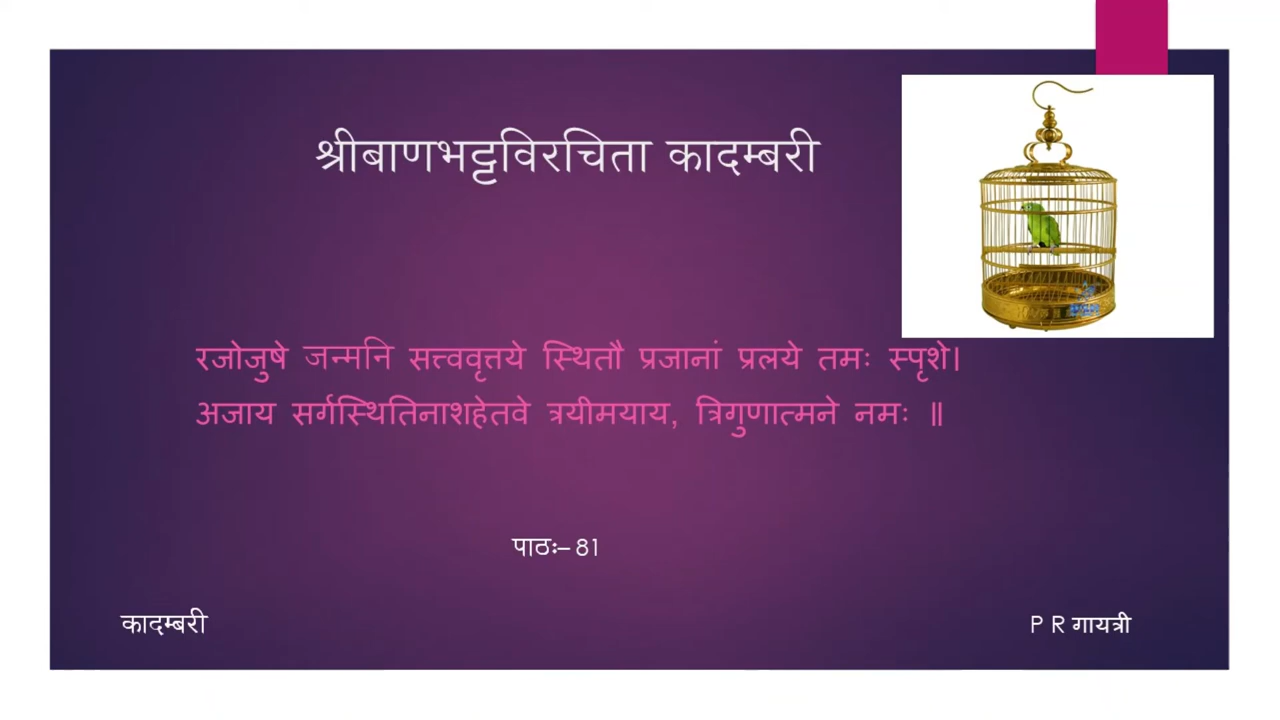 श्रीबाणभट्टविरचिता कादम्बरी
रजोजुषे जन्मनि सत्त्ववृत्तये स्थितौ प्रजानां प्रलये तमः स्पृशे।
अजाय सर्गस्थितिनाशहेतवे त्रयीमयाय, त्रिगुणात्मने नमः ॥
पाठः– 81
कादम्बरी
P R गायत्री